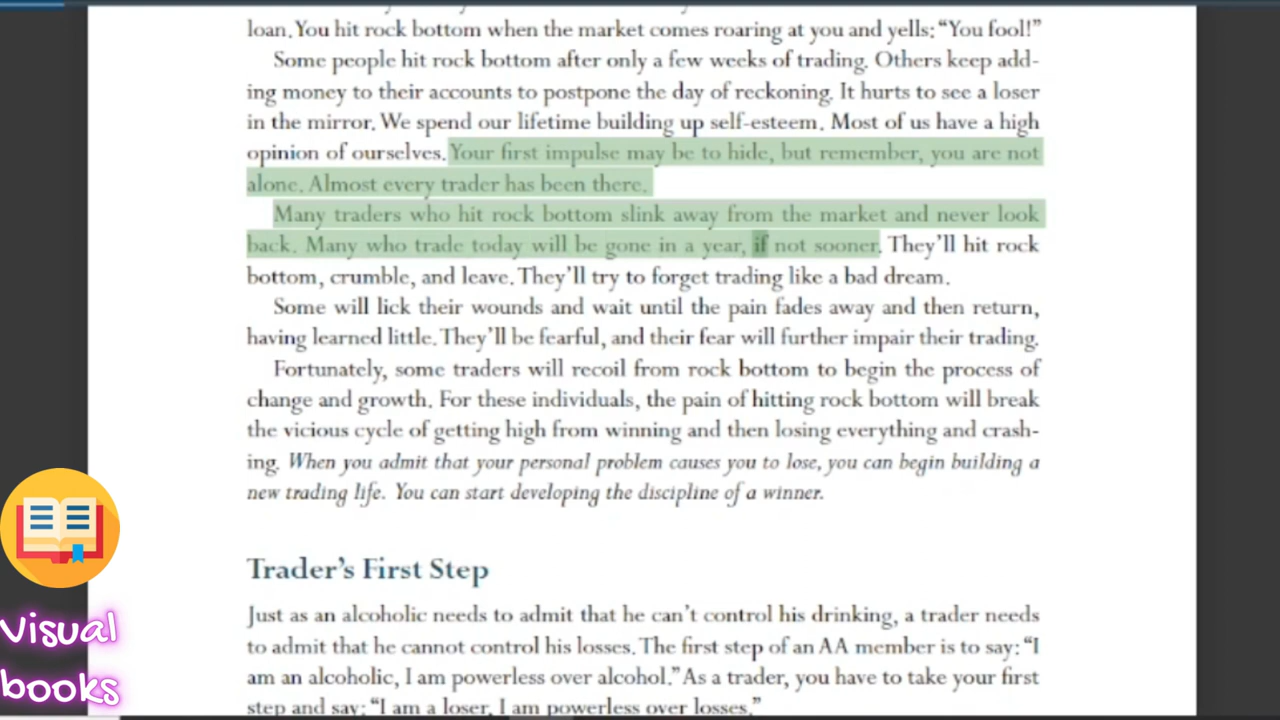 loan. You hit rock bottom when the market comes roaring at you and yells: “You fool!”
Some people hit rock bottom after only a few weeks of trading. Others keep add-
ing money to their accounts to postpone the day of reckoning. It hurts to see a loser
in the mirror. We spend our lifetime building up self-esteem. Most of us have a high
opinion of ourselves. Your first impulse may be to hide, but remember, you are not
alone. Almost every trader has been there.
Many traders who hit rock bottom slink away from the market and never look
back. Many who trade today will be gone in a year, if not sooner. They’ll hit rock
bottom, crumble, and leave. They’ll try to forget trading like a bad dream.
Some will lick their wounds and wait until the pain fades away and then return,
having learned little. They’ll be fearful, and their fear will further impair their trading.
Fortunately, some traders will recoil from rock bottom to begin the process of
change and growth. For these individuals, the pain of hitting rock bottom will break
the vicious cycle of getting high from winning and then losing everything and crash-
ing. When you admit that your personal problem causes you to lose, you can begin building a
new trading life. You can start developing the discipline of a winner.
Trader’s First Step
Just as an alcoholic needs to admit that he can’t control his drinking, a trader needs
to admit that he cannot control his losses. The first step of an AA member is to say: “I
am an alcoholic, I am powerless over alcohol.” As a trader, you have to take your first
step and say: “I am a loser, I am powerless over losses.”
Visual
books